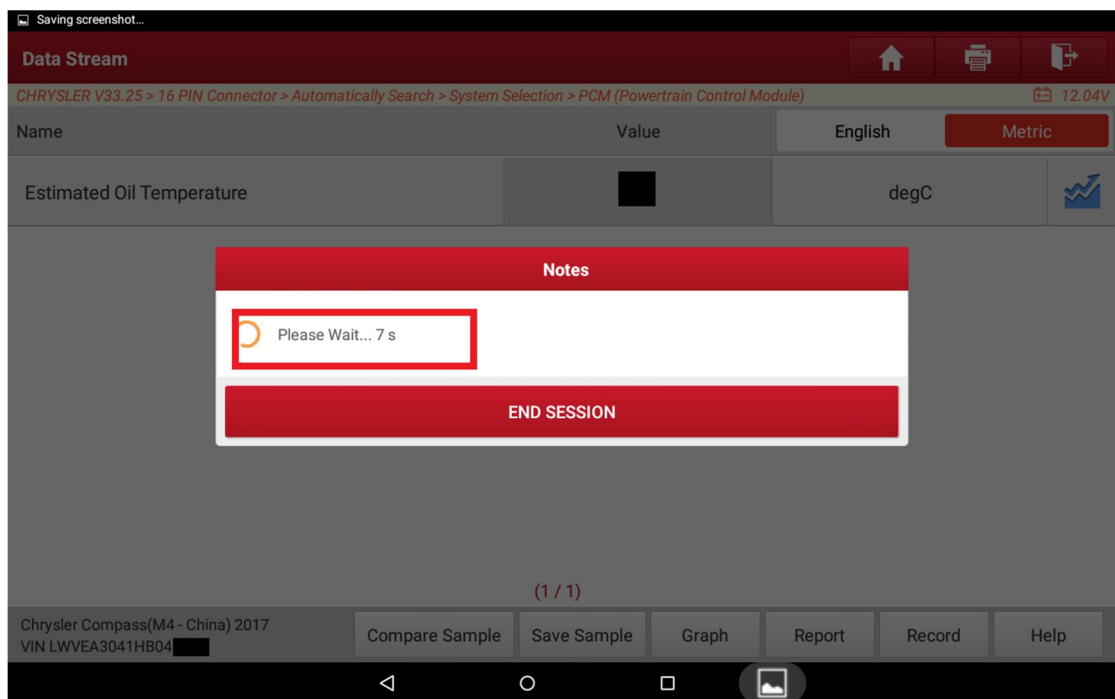 Saving screenshot...
Data Stream
CHRYSLER V33.25 > 16 PIN Connector > Automatically Search > System Selection > PCM (Powertrain Control Module) 12.04V
Name Value English Metric
Estimated Oil Temperature degC
Notes
Please Wait... 7 s
END SESSION
(1 / 1)
Chrysler Compass(M4 - China) 2017
VIN LWVEA3041HB04
Compare Sample Save Sample Graph Report Record Help